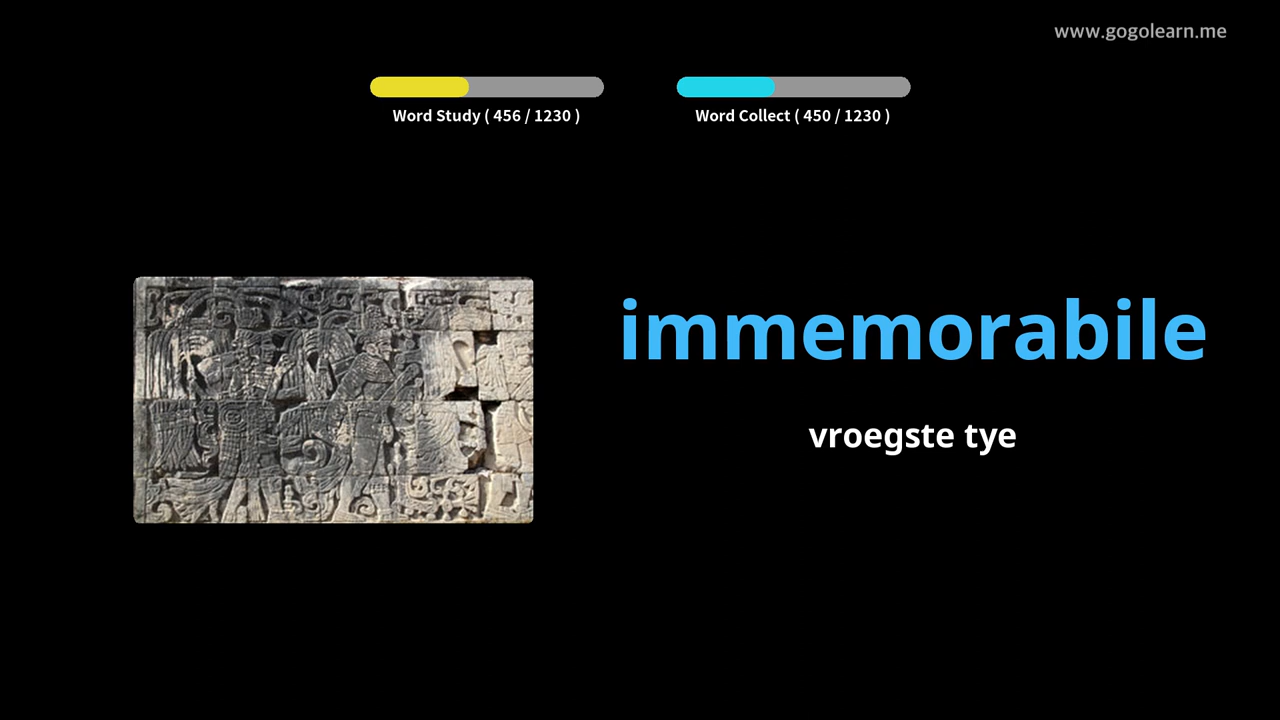 www.gogolearn.me
Word Study ( 456 / 1230 )
Word Collect ( 450 / 1230 )
immemorabile
vroegste tye